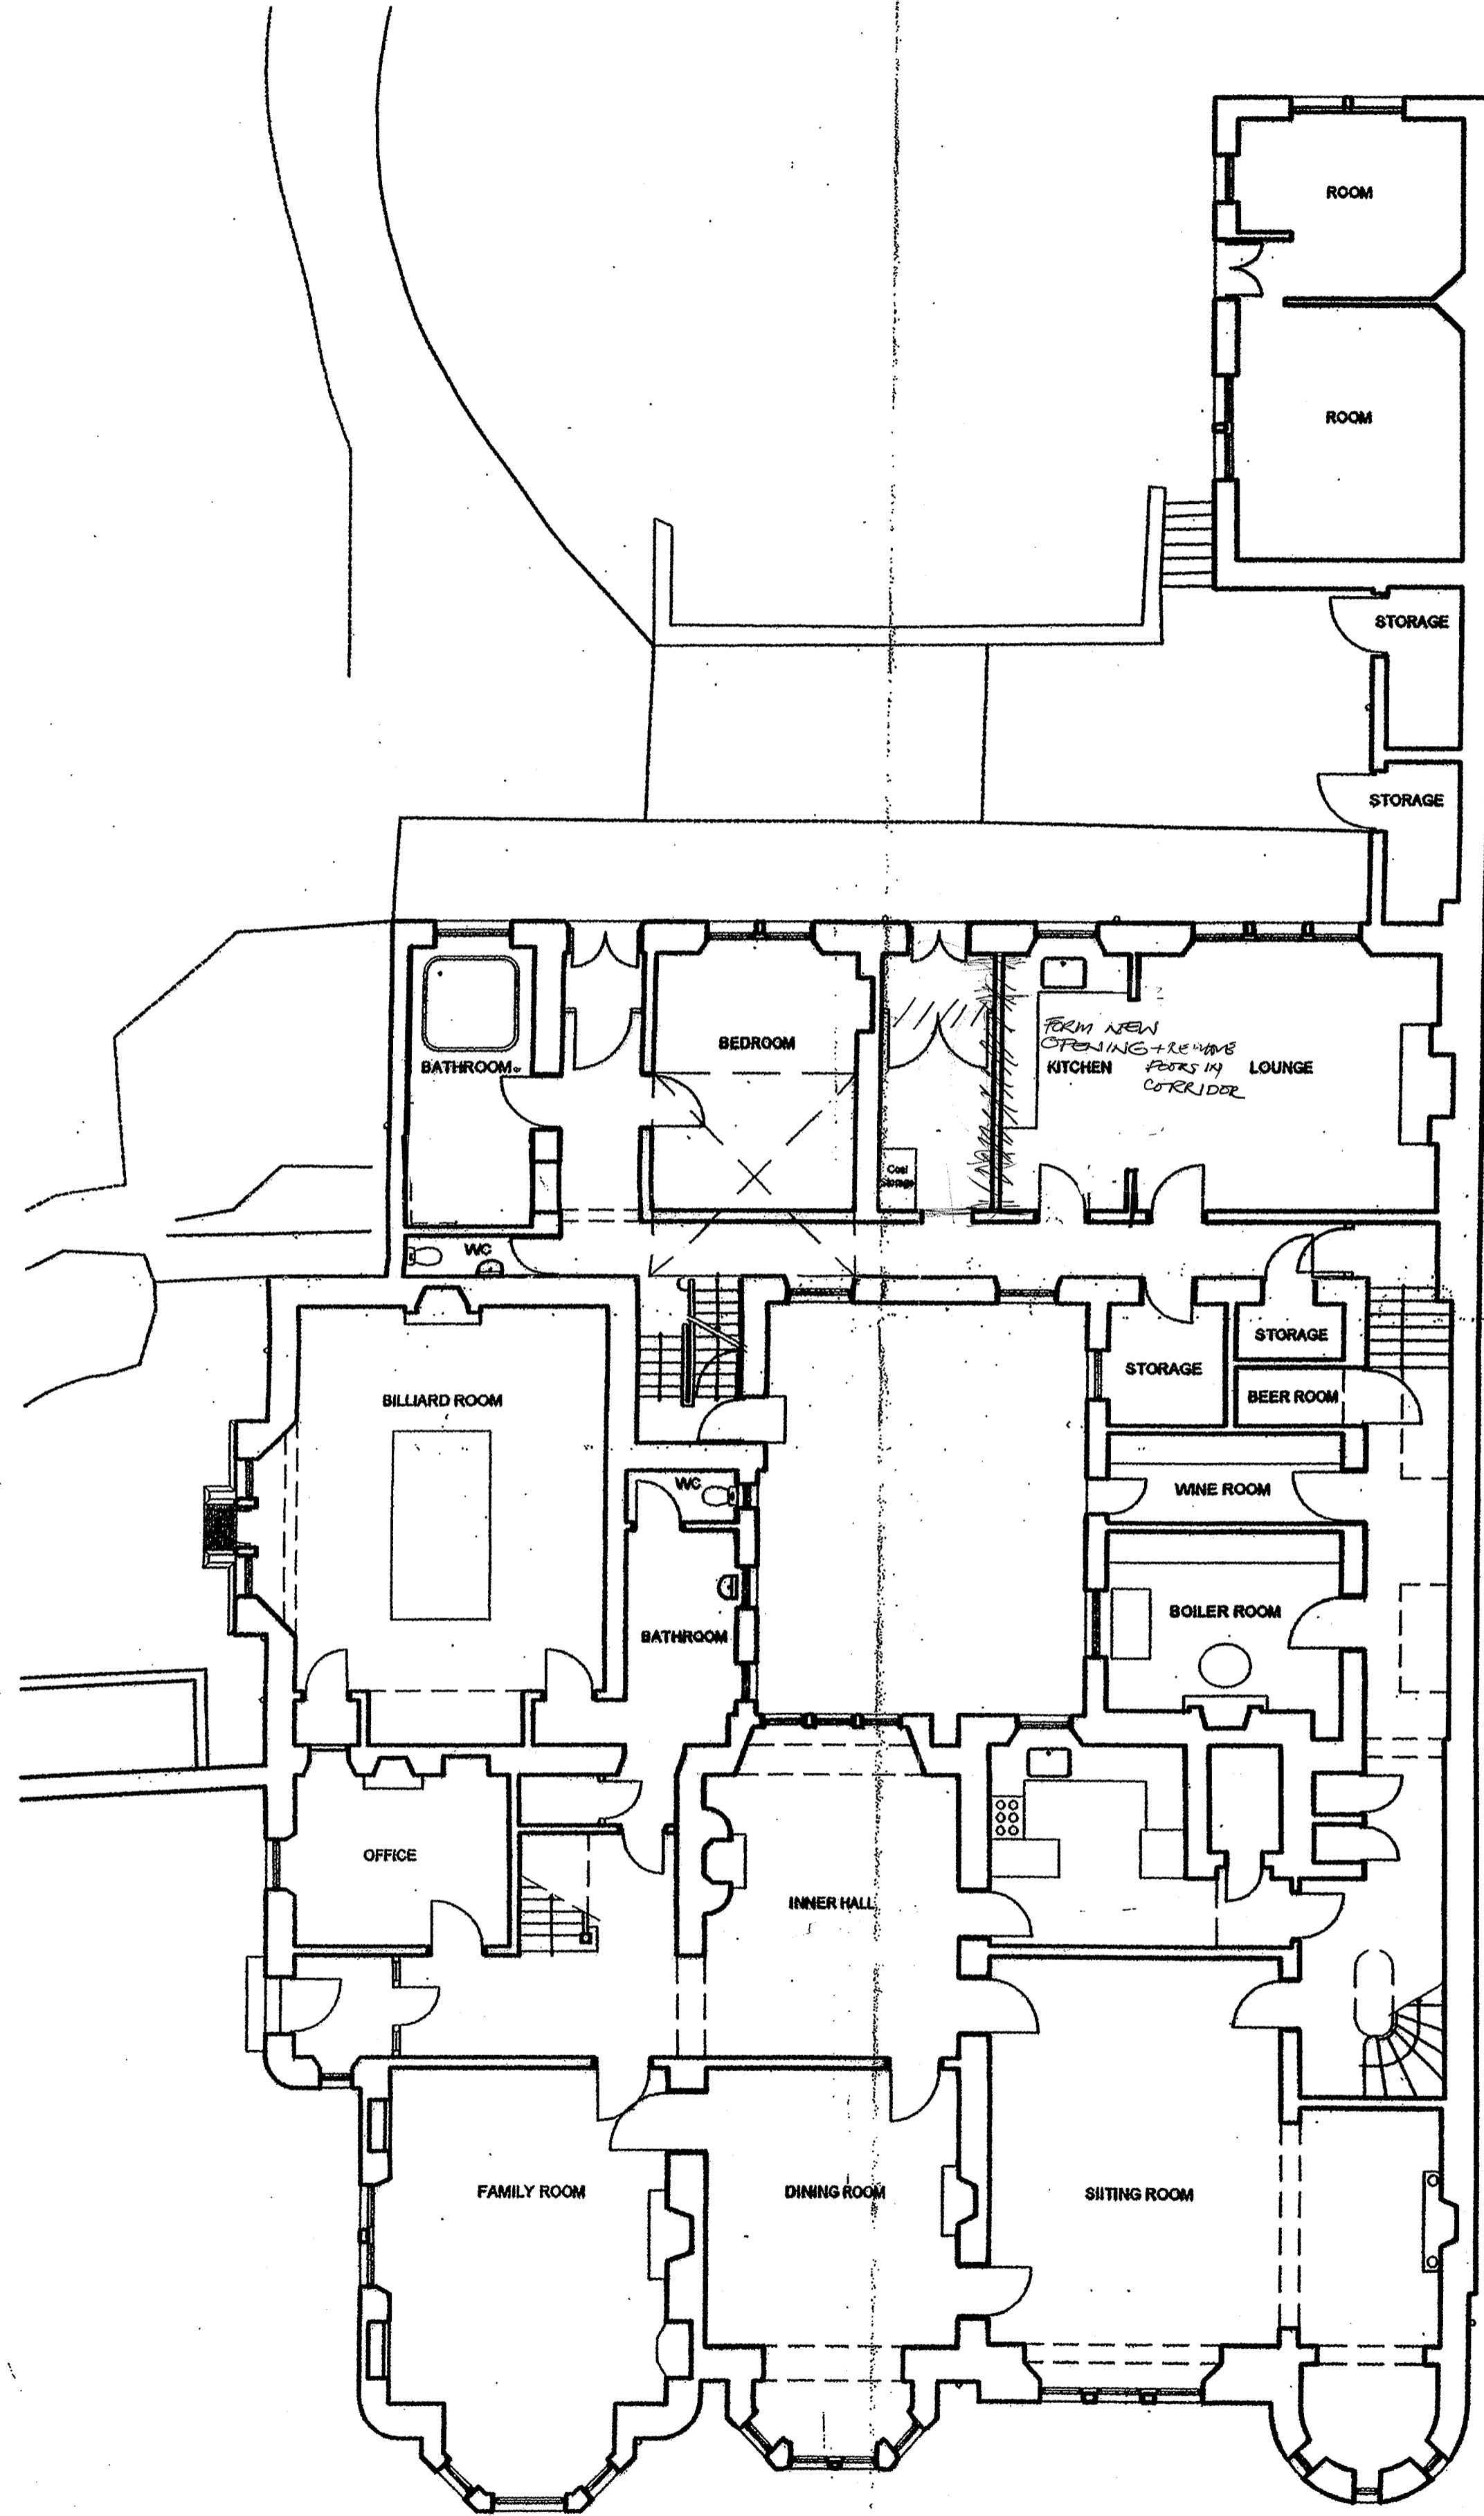 ROOM
ROOM
STORAGE
STORAGE
BEDROOM
BATHROOM
FORM NEW
OPENING + REMOVE
DOORS IN
CORRIDOR
KITCHEN
LOUNGE
Coal
Storage
WC
STORAGE
STORAGE
BEER ROOM
BILLIARD ROOM
WC
WINE ROOM
BOILER ROOM
BATHROOM
OFFICE
INNER HALL
FAMILY ROOM
DINING ROOM
SIITING ROOM